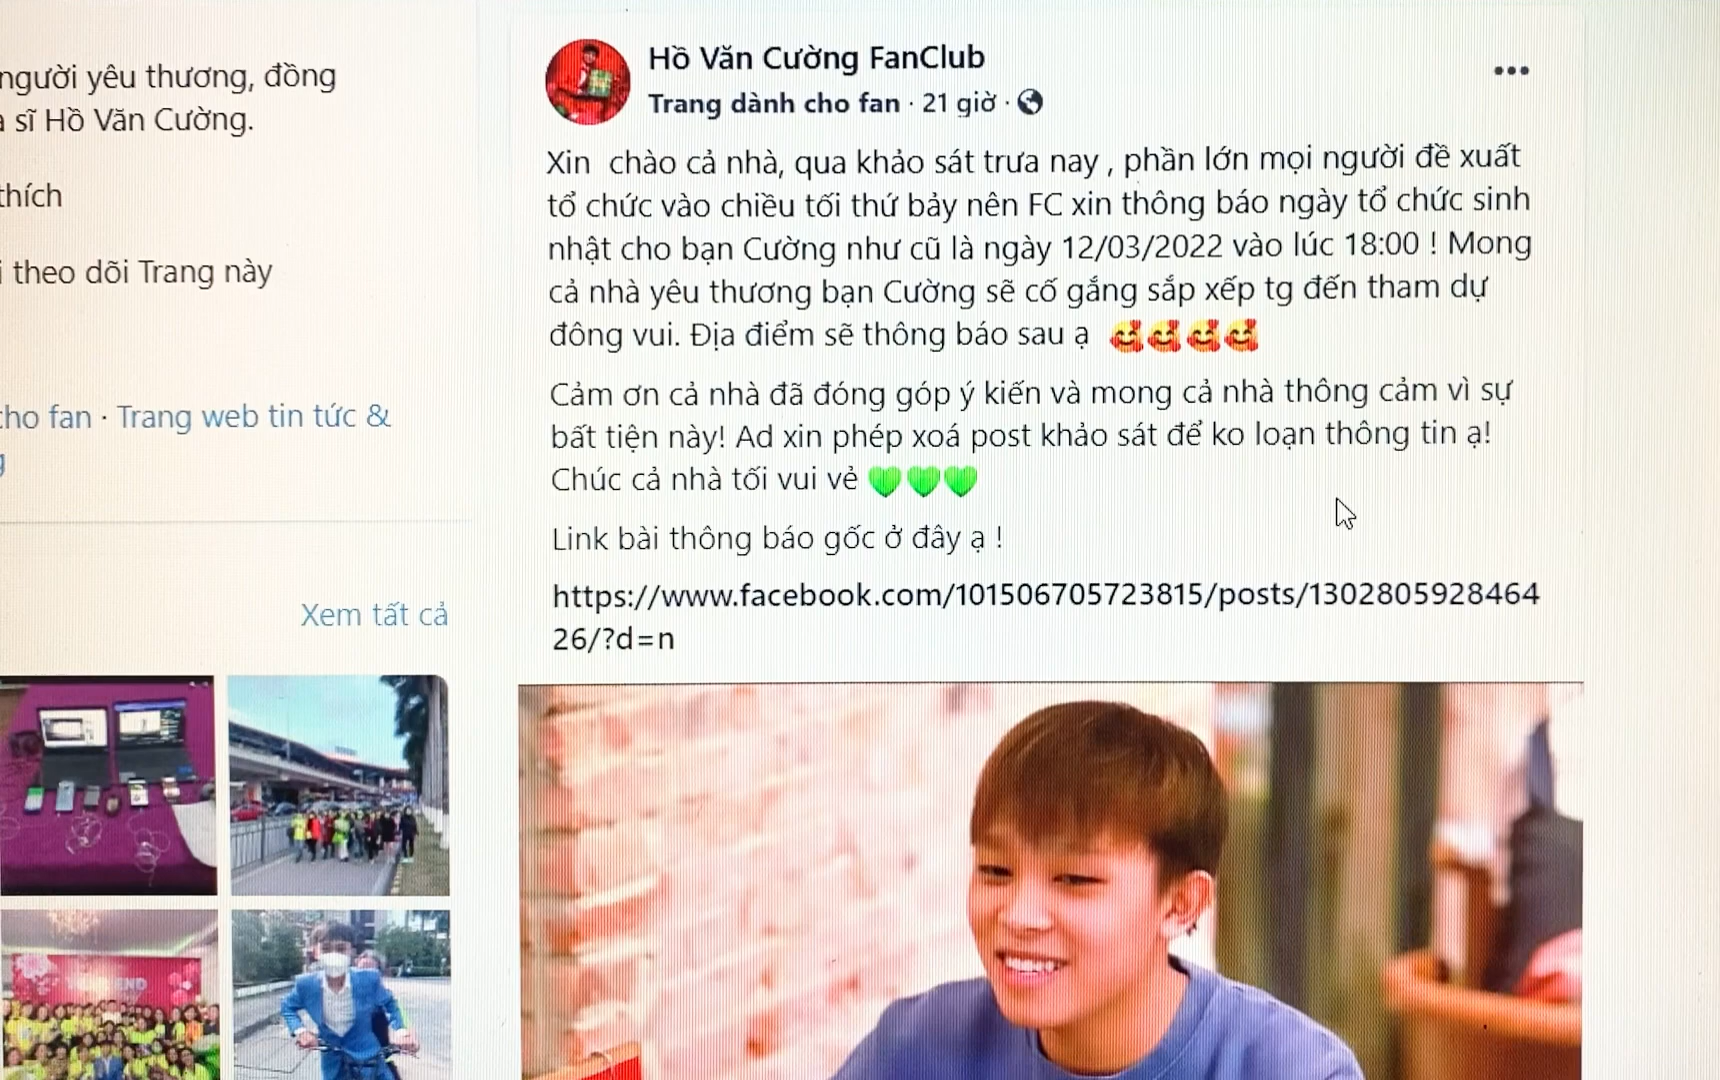 người yêu thương, đồng
sĩ Hồ Văn Cường.
thích
theo dõi Trang này
cho fan · Trang web tin tức &
Xem tất cả
Hồ Văn Cường FanClub
Trang dành cho fan · 21 giờ ·
Xin chào cả nhà, qua khảo sát trưa nay , phần lớn mọi người đề xuất
tổ chức vào chiều tối thứ bảy nên FC xin thông báo ngày tổ chức sinh
nhật cho bạn Cường như cũ là ngày 12/03/2022 vào lúc 18:00 ! Mong
cả nhà yêu thương bạn Cường sẽ cố gắng sắp xếp tg đến tham dự
đông vui. Địa điểm sẽ thông báo sau ạ 🥰🥰🥰🥰
Cảm ơn cả nhà đã đóng góp ý kiến và mong cả nhà thông cảm vì sự
bất tiện này! Ad xin phép xoá post khảo sát để ko loạn thông tin ạ!
Chúc cả nhà tối vui vẻ 💚💚💚
Link bài thông báo gốc ở đây ạ !
https://www.facebook.com/101506705723815/posts/1302805928464
26/?d=n